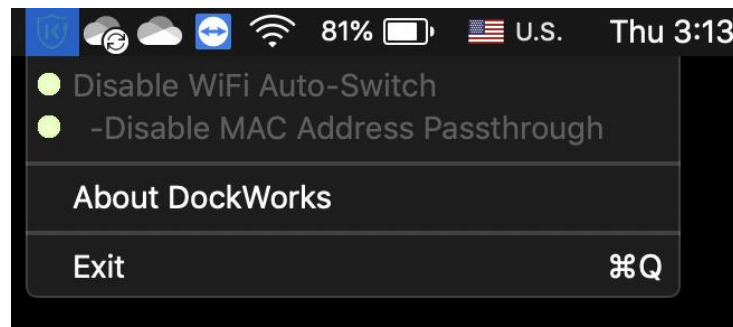 81% U.S. Thu 3:13
Disable WiFi Auto-Switch
-Disable MAC Address Passthrough
About DockWorks
Exit ⌘Q